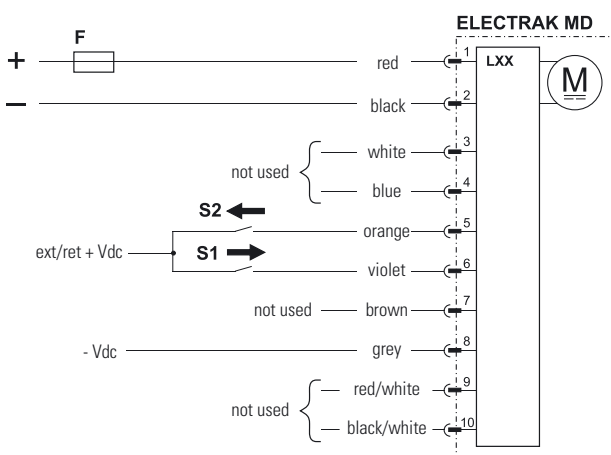 ELECTRAK MD
F
+ red 1 LXX
M
− black 2
white 3
not used
blue 4
S2
orange 5
ext/ret + Vdc
S1
violet 6
not used brown 7
- Vdc grey 8
red/white 9
not used
black/white 10